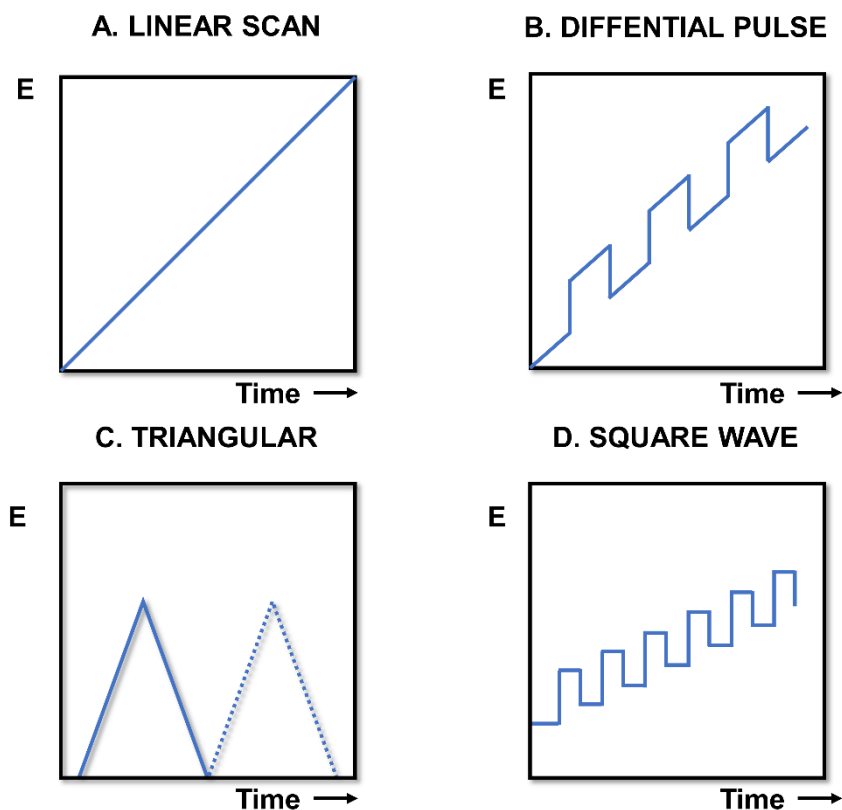 A. LINEAR SCAN
E
Time →
B. DIFFENTIAL PULSE
E
Time →
C. TRIANGULAR
E
Time →
D. SQUARE WAVE
E
Time →